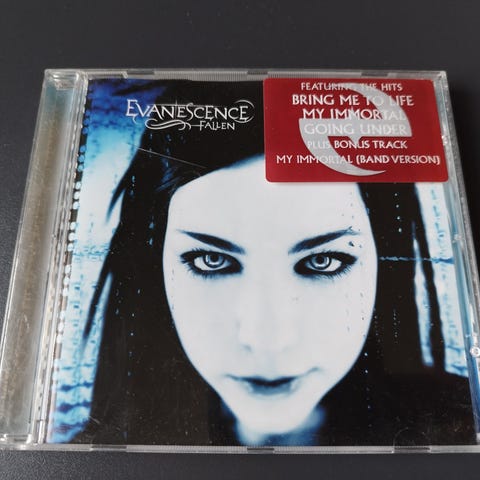 EVANESCENCE
FALLEN
FEATURING THE HITS
BRING ME TO LIFE
MY IMMORTAL
GOING UNDER
PLUS BONUS TRACK
MY IMMORTAL (BAND VERSION)